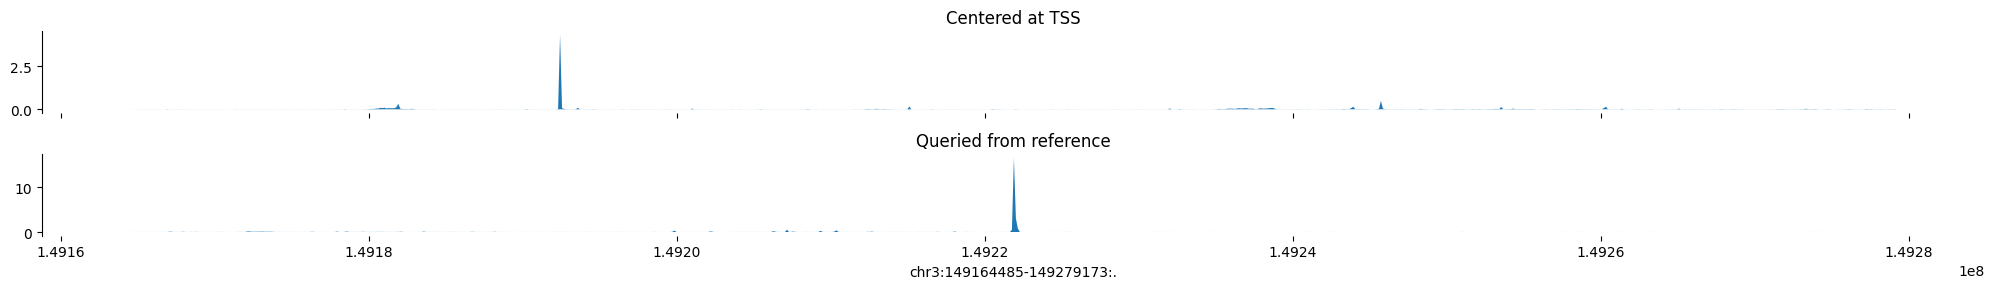 Centered at TSS
2.5
0.0
Queried from reference
10
0
1.4916 1.4918 1.4920 1.4922 1.4924 1.4926 1.4928
chr3:149164485-149279173:.
1e8